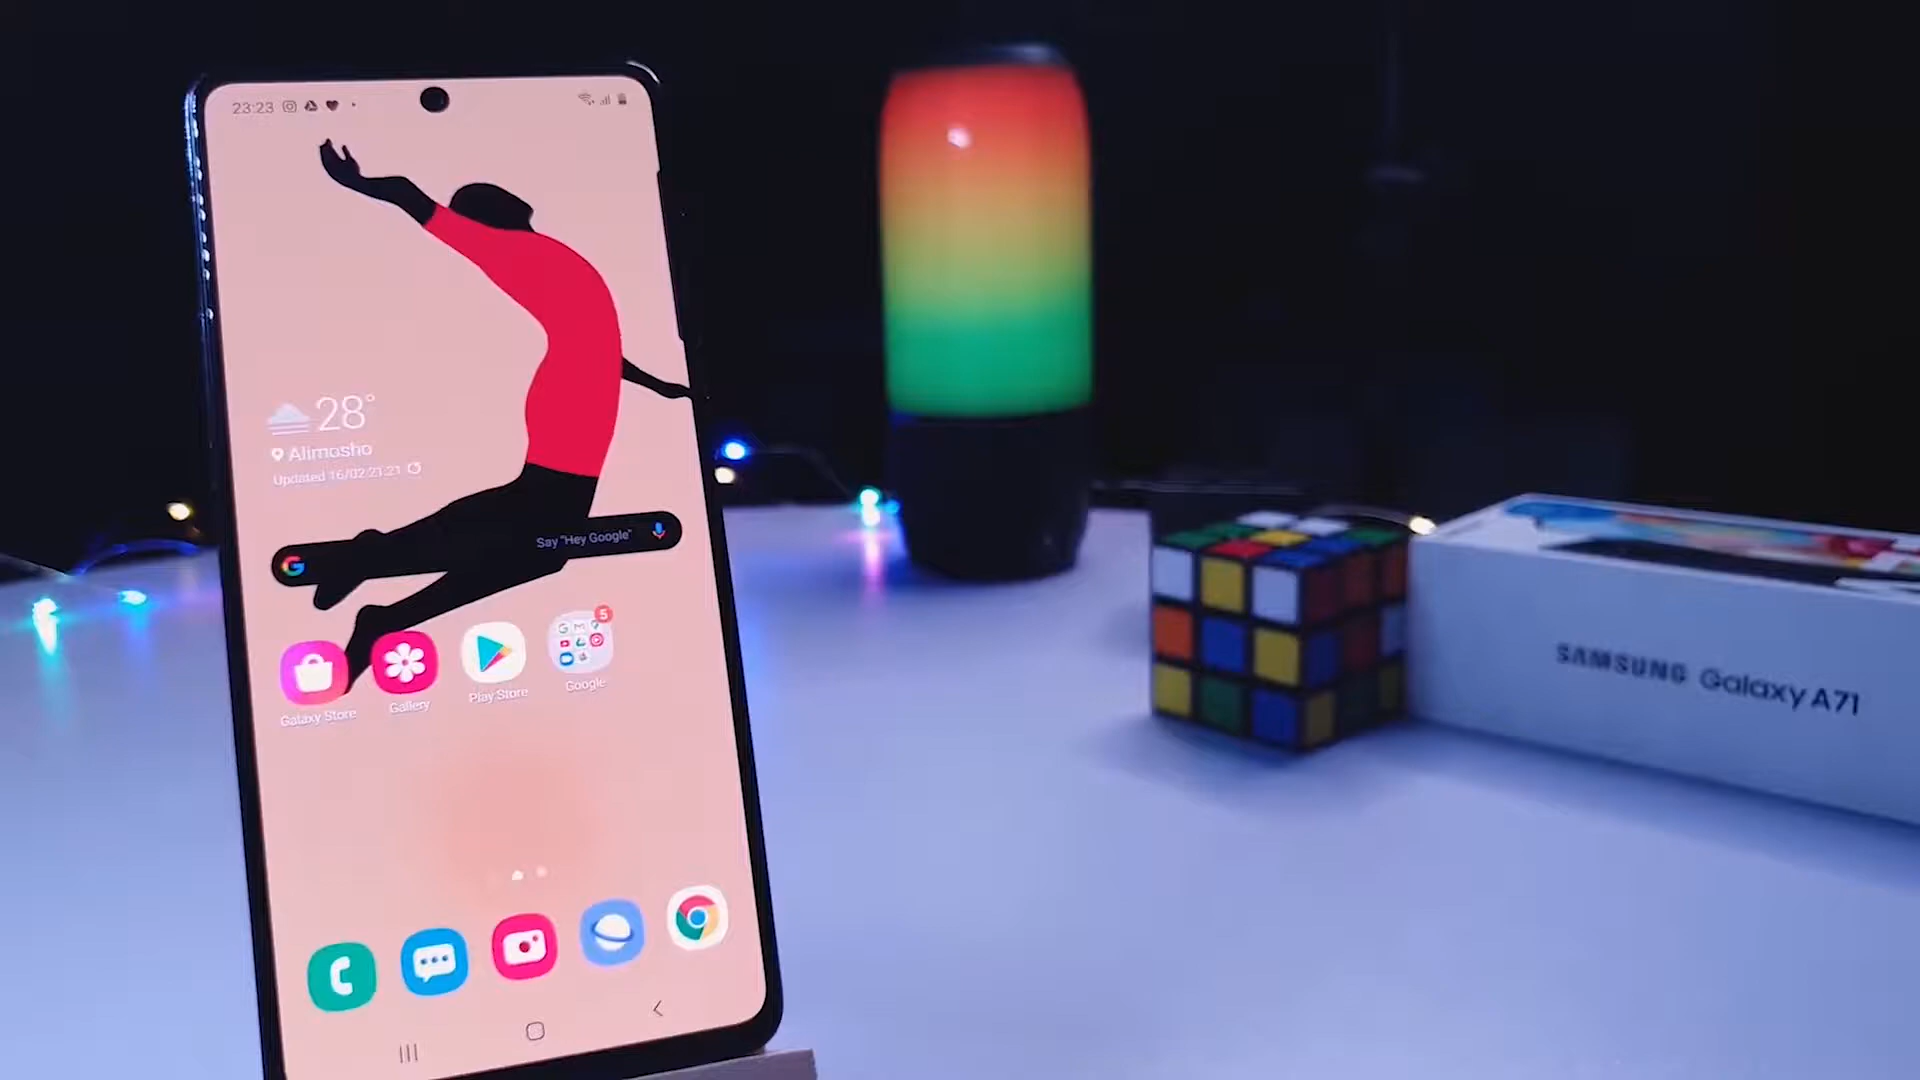 23:23
28°
Alimosho
Updated 16/02 21:21
Say "Hey Google"
5
Galaxy Store
Gallery
Play Store
Google
SAMSUNG Galaxy A71